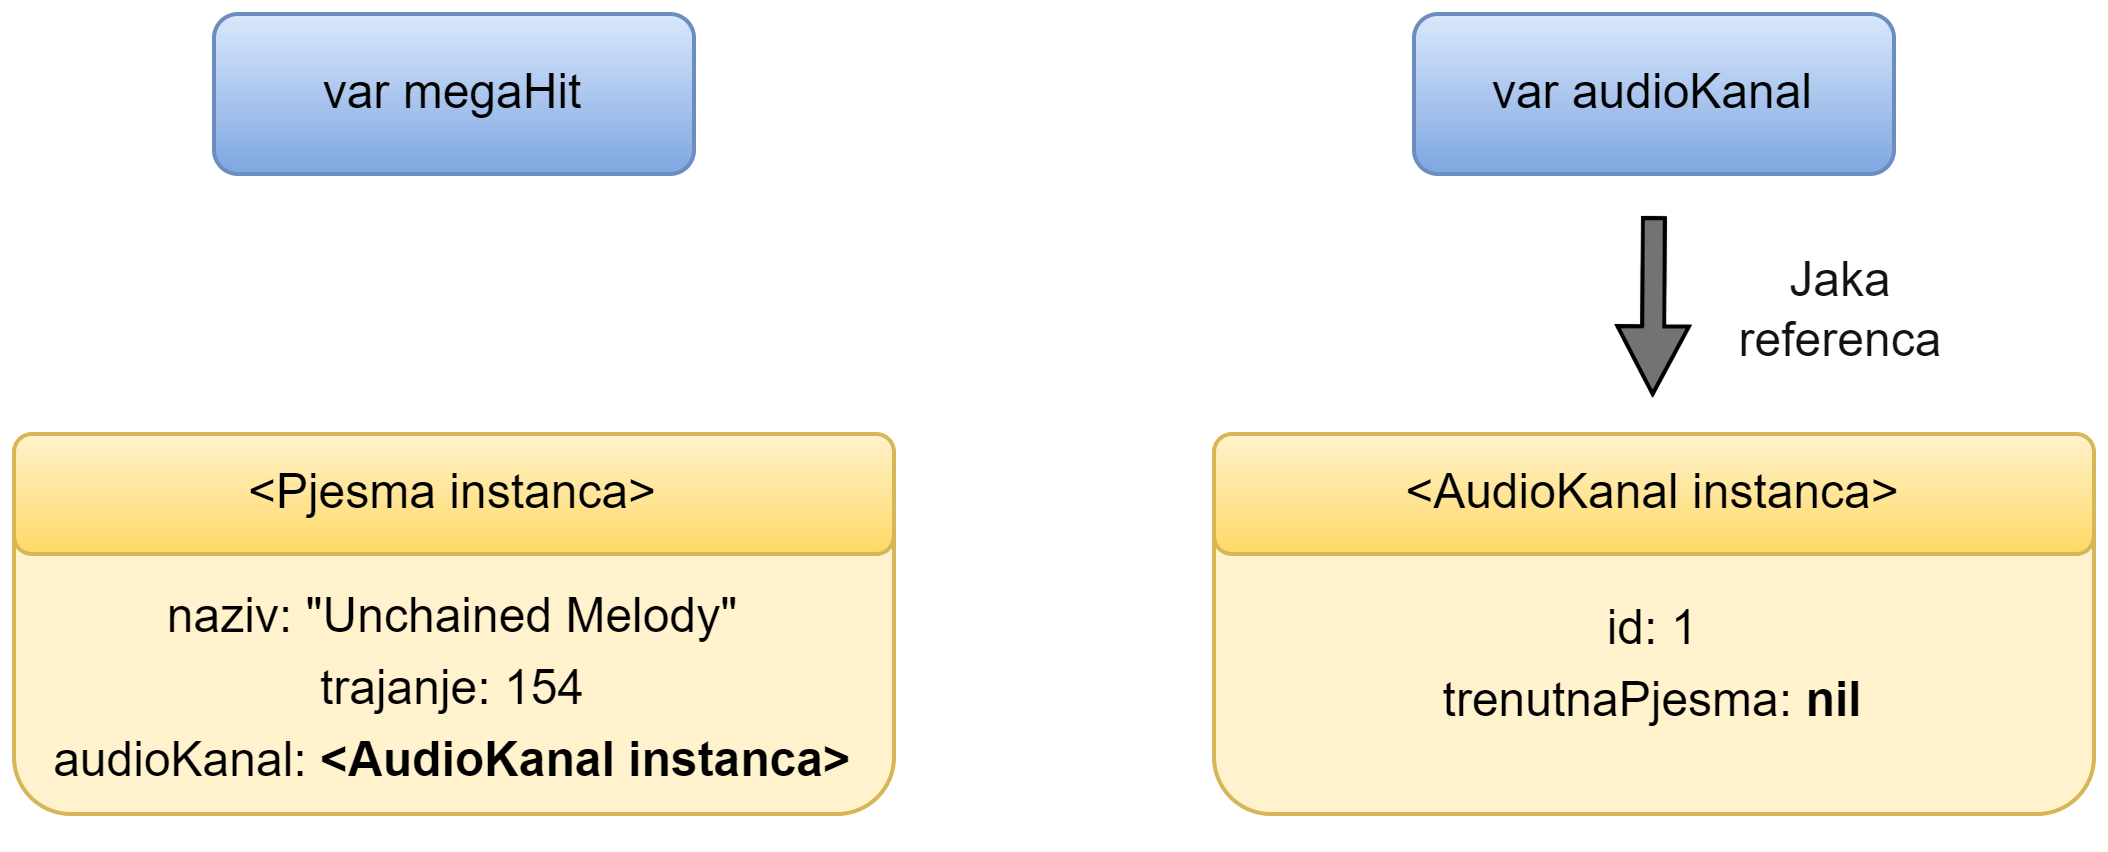 var megaHit
var audioKanal
Jaka
referenca
<Pjesma instanca>
naziv: "Unchained Melody"
trajanje: 154
audioKanal: <AudioKanal instanca>
<AudioKanal instanca>
id: 1
trenutnaPjesma: nil